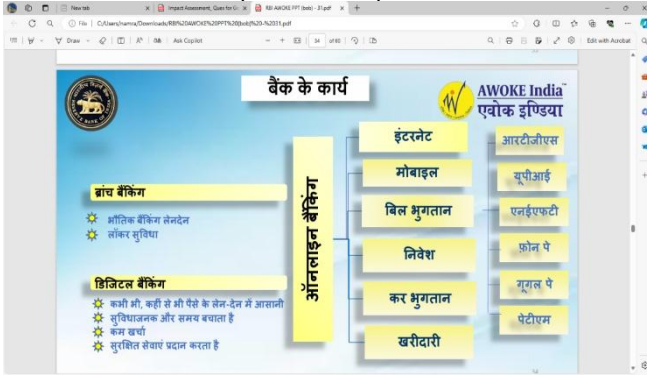 New tab
Impact Assessment, Ques for G
RBI AWOKE PPT (bob) - 31.pdf
File
C:/Users/namra/Downloads/RBI%20AWOKE%20PPT%20(bob)%20-%2031.pdf
Draw
Ask Copilot
34
of 40
Edit with Acrobat
बैंक के कार्य
AWOKE India
एवोक इण्डिया
ब्रांच बैंकिंग
भौतिक बैंकिंग लेनदेन
लॉकर सुविधा
डिजिटल बैंकिंग
कभी भी, कहीं से भी पैसे के लेन-देन में आसानी
सुविधाजनक और समय बचाता है
कम खर्चा
सुरक्षित सेवाएं प्रदान करता है
ऑनलाइन बैंकिंग
इंटरनेट
मोबाइल
बिल भुगतान
निवेश
कर भुगतान
खरीदारी
आरटीजीएस
यूपीआई
एनईएफटी
फ़ोन पे
गूगल पे
पेटीएम